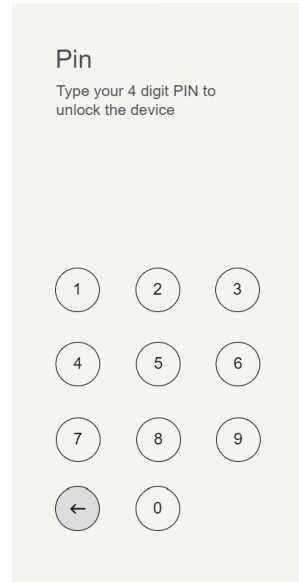 Pin
Type your 4 digit PIN to
unlock the device
1 2 3
4 5 6
7 8 9
← 0